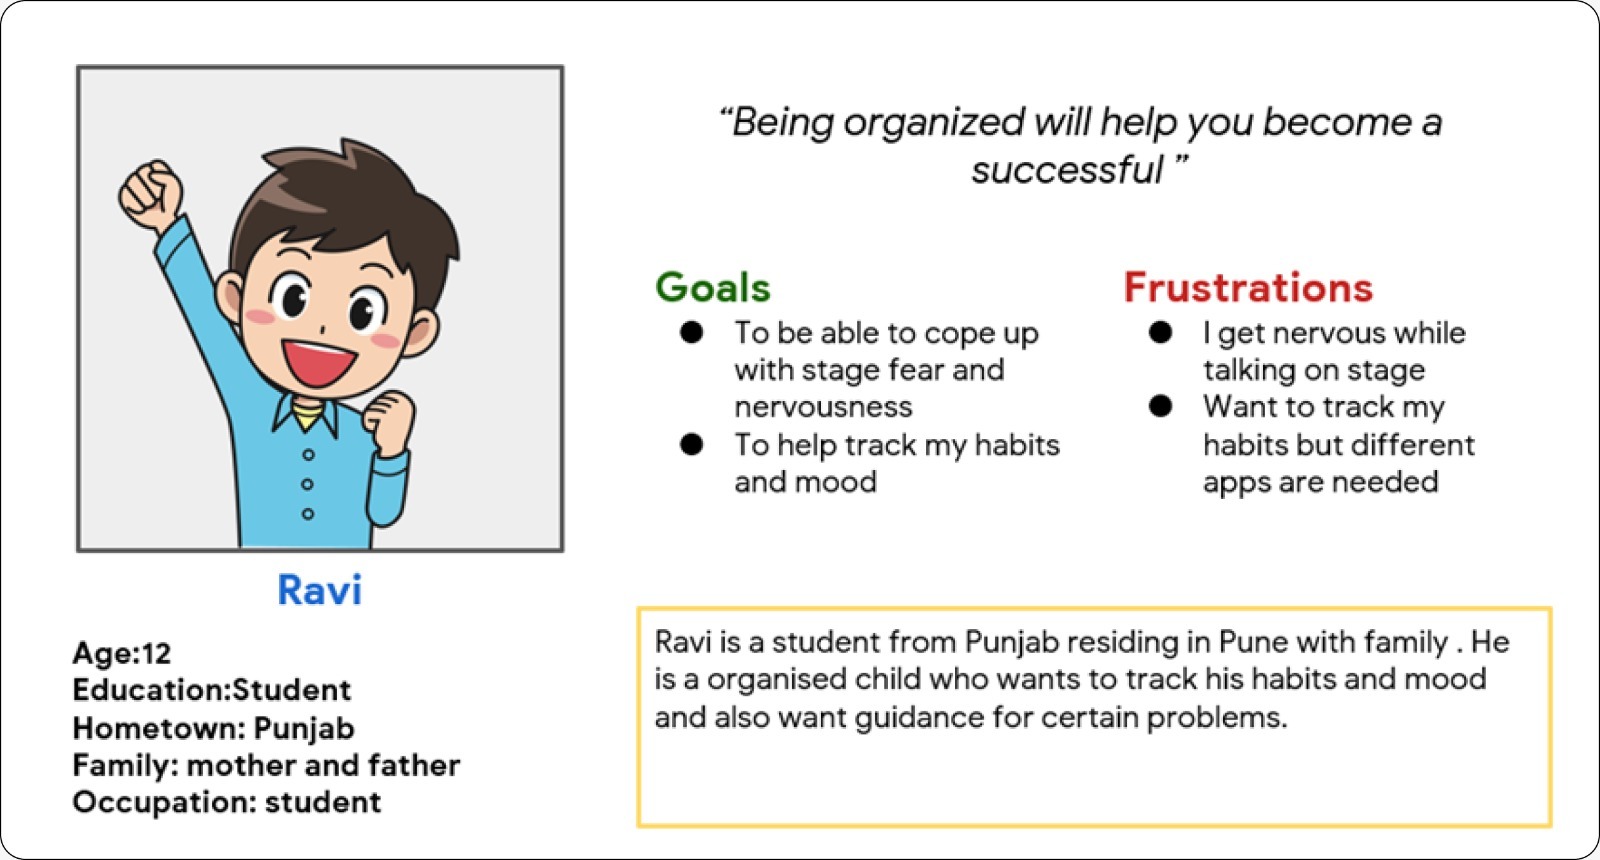 “Being organized will help you become a
successful ”
Goals
● To be able to cope up
with stage fear and
nervousness
● To help track my habits
and mood
Frustrations
● I get nervous while
talking on stage
● Want to track my
habits but different
apps are needed
Ravi
Age:12
Education:Student
Hometown: Punjab
Family: mother and father
Occupation: student
Ravi is a student from Punjab residing in Pune with family . He
is a organised child who wants to track his habits and mood
and also want guidance for certain problems.